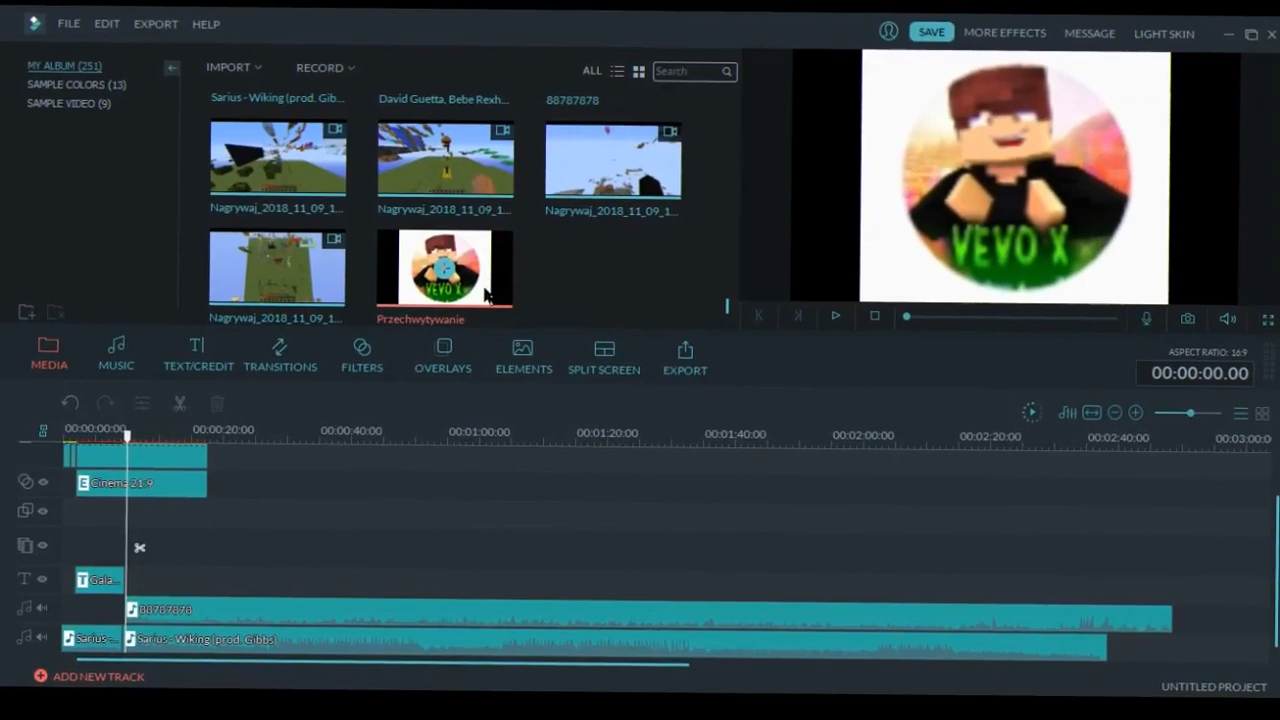 FILE EDIT EXPORT HELP
SAVE MORE EFFECTS MESSAGE LIGHT SKIN
MY ALBUM (251)
SAMPLE COLORS (13)
SAMPLE VIDEO (9)
IMPORT RECORD ALL Search
Sarius - Wiking (prod. Gib... David Guetta, Bebe Rexh... 88787878
Nagrywaj_2018_11_09_1... Nagrywaj_2018_11_09_1... Nagrywaj_2018_11_09_1...
VEVO X
VEVO X
Nagrywaj_2018_11_09_1... Przechwytywanie
MEDIA MUSIC TEXT/CREDIT TRANSITIONS FILTERS OVERLAYS ELEMENTS SPLIT SCREEN EXPORT
ASPECT RATIO: 16:9
00:00:00.00
00:00:00:00 00:00:20:00 00:00:40:00 00:01:00:00 00:01:20:00 00:01:40:00 00:02:00:00 00:02:20:00 00:02:40:00 00:03:00:0
E Cinema 21:9
T Gala...
88787878
Sarius -... Sarius - Wiking (prod. Gibbs)
ADD NEW TRACK
UNTITLED PROJECT